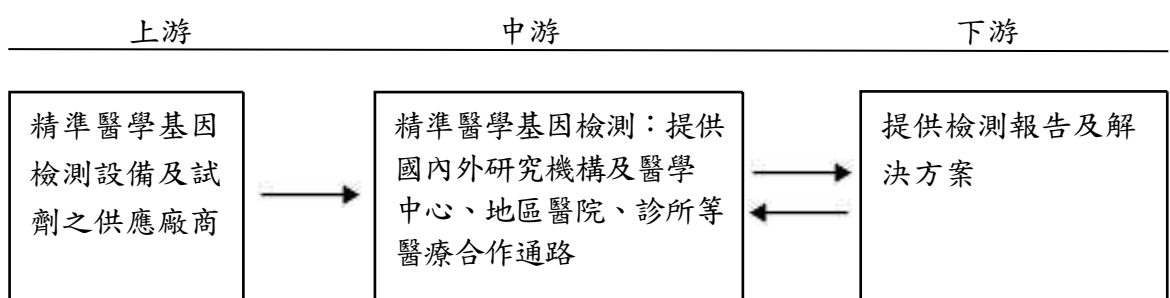 上游 中游 下游
精準醫學基因
檢測設備及試
劑之供應廠商
精準醫學基因檢測：提供
國內外研究機構及醫學
中心、地區醫院、診所等
醫療合作通路
提供檢測報告及解
決方案